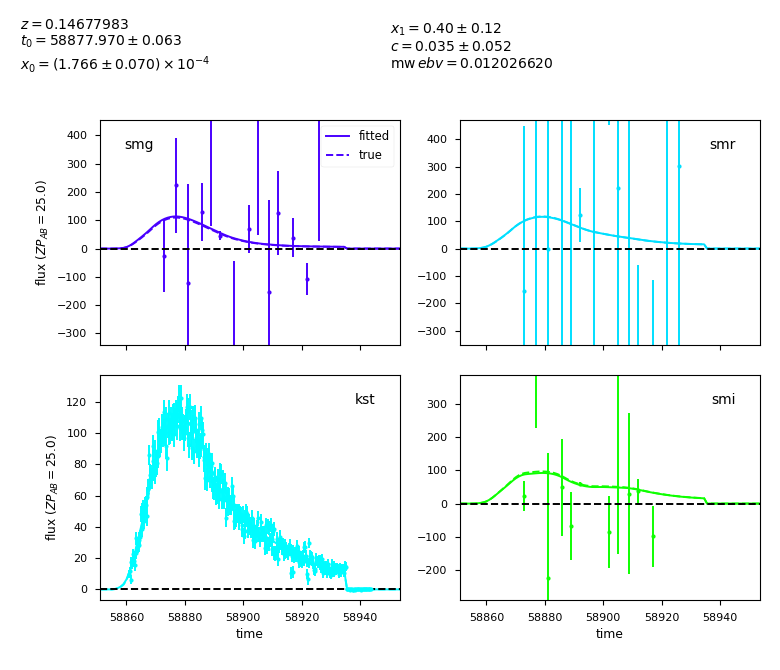 z = 0.14677983
t₀ = 58877.970 ± 0.063
x₀ = (1.766 ± 0.070) × 10⁻⁴
x₁ = 0.40 ± 0.12
c = 0.035 ± 0.052
mw ebv = 0.012026620
smg
fitted
true
400
300
200
100
0
−100
−200
−300
flux (ZP_AB = 25.0)
smr
400
300
200
100
0
−100
−200
−300
kst
120
100
80
60
40
20
0
flux (ZP_AB = 25.0)
58860 58880 58900 58920 58940
time
smi
300
200
100
0
−100
−200
58860 58880 58900 58920 58940
time